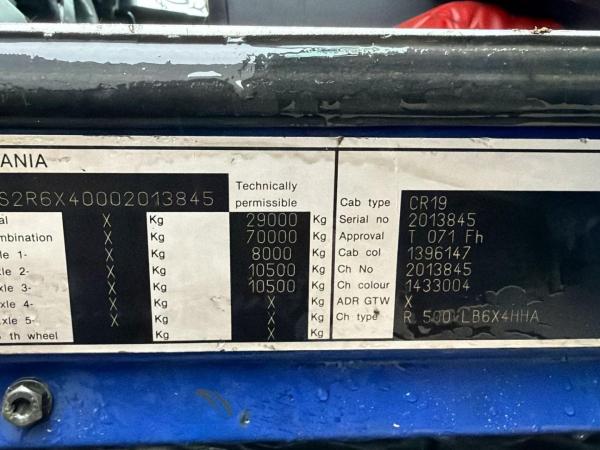 ANIA
S2R6X40002013845
Technically
permissible
al X Kg 29000 Kg
mbination X Kg 70000 Kg
le 1- X Kg 8000 Kg
xle 2- X Kg 10500 Kg
xle 3- X Kg 10500 Kg
xle 4- X Kg X Kg
xle 5- X Kg X Kg
th wheel Kg X Kg
Cab type CR19
Serial no 2013845
Approval T 071 Fh
Cab col 1396147
Ch No 2013845
Ch colour 1433004
ADR GTW X
Ch type R 500 LB6X4HHA